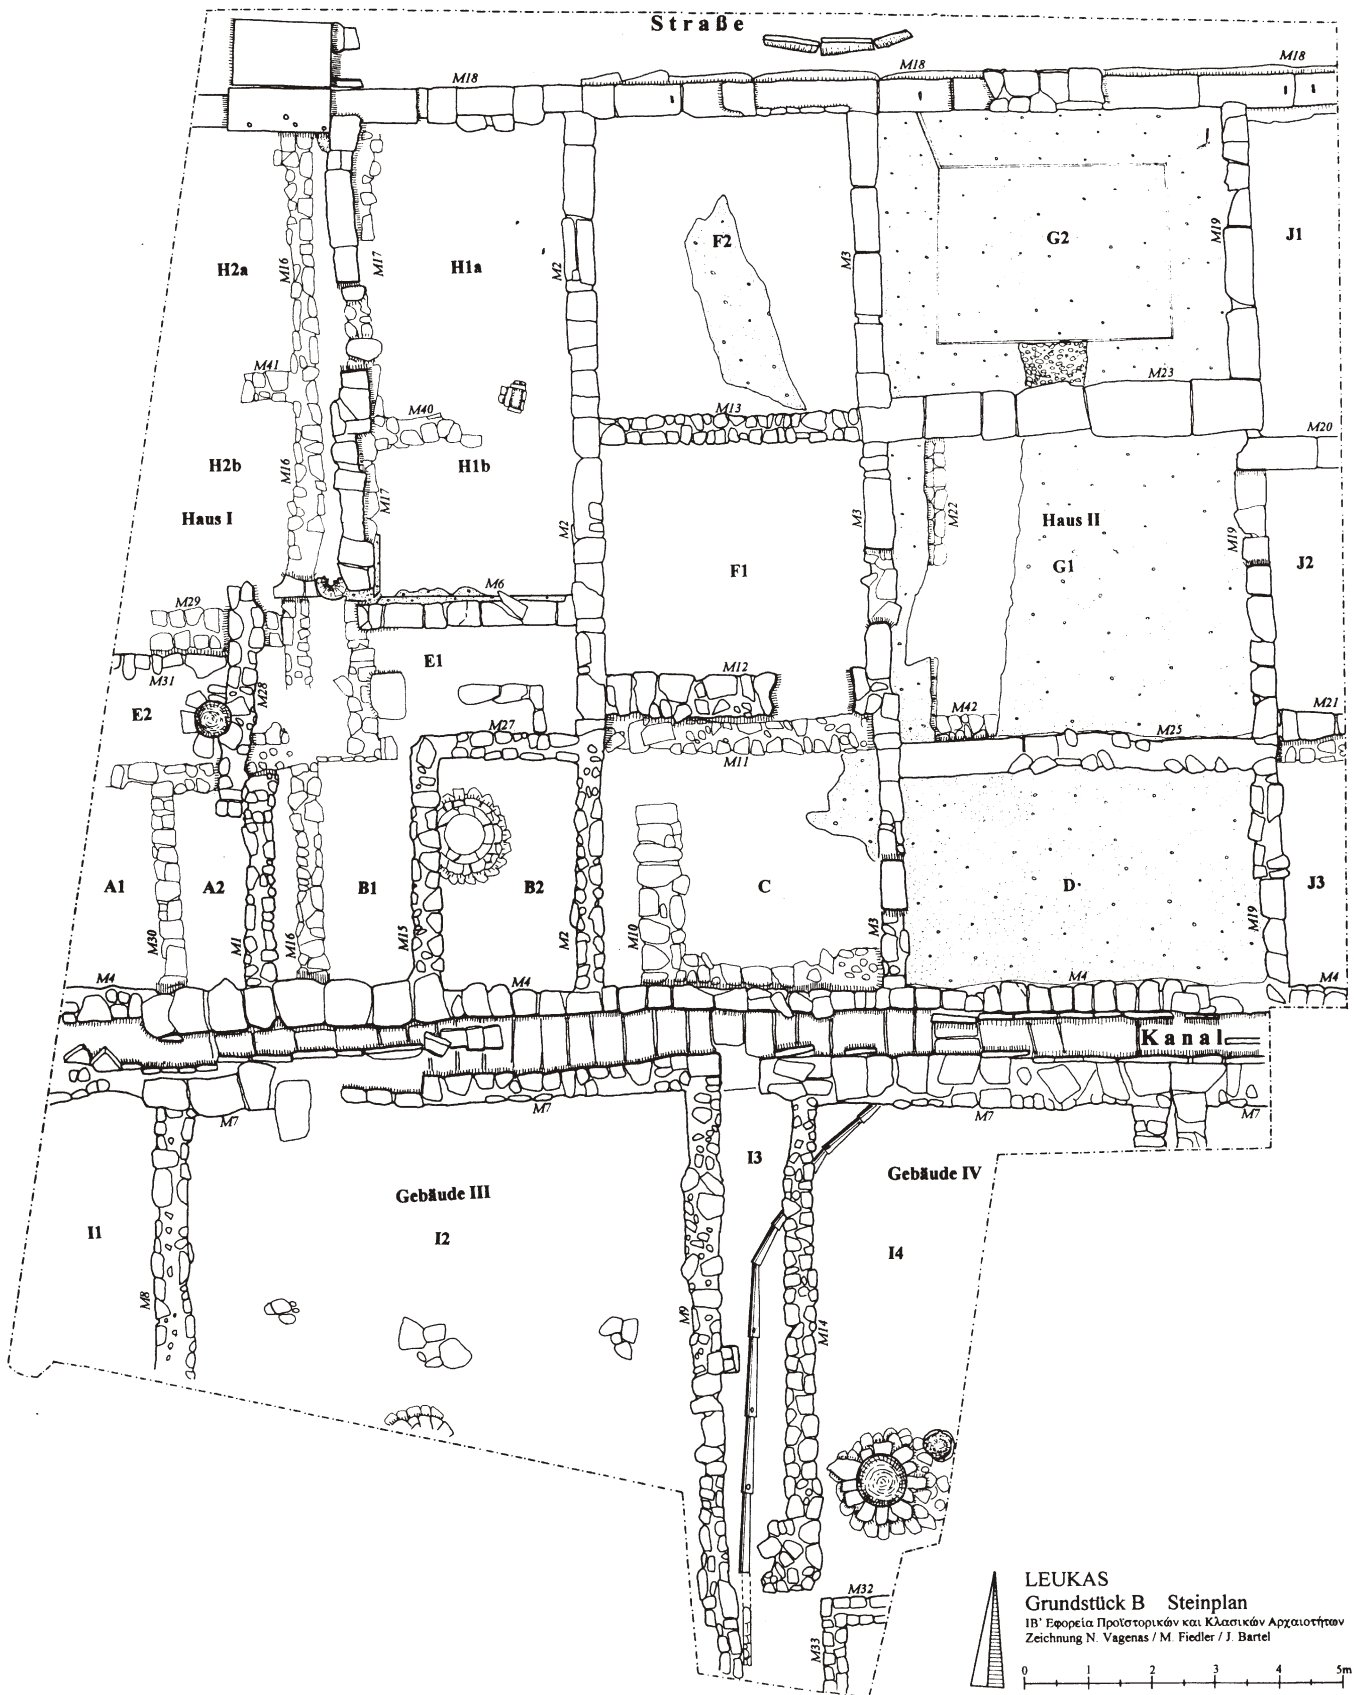 Straße
M18
M18
M18
M16
M17
M2
M3
M19
H2a
H1a
F2
G2
J1
M41
M40
M13
M23
M20
H2b
M16
H1b
M17
M2
M3
M22
M19
Haus I
Haus II
F1
G1
J2
M6
M29
M31
M28
E1
E2
M12
M42
M21
M27
M11
M25
A1
A2
B1
B2
C
D
J3
M30
M1
M16
M15
M2
M10
M3
M19
M4
M4
M4
M4
Kanal
M7
M7
M7
M7
I3
Gebäude III
Gebäude IV
I1
I2
I4
M8
M9
M14
M32
M33
LEUKAS
Grundstück B Steinplan
ΙΒ' Εφορεία Προϊστορικών και Κλασικών Αρχαιοτήτων
Zeichnung N. Vagenas / M. Fiedler / J. Bartel
0 1 2 3 4 5m